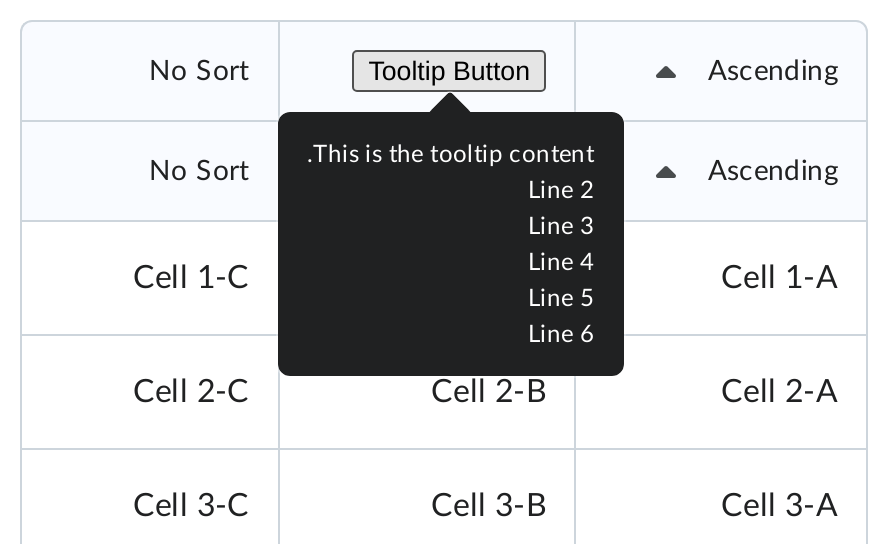 No Sort Tooltip Button Ascending
.This is the tooltip content
Line 2
Line 3
Line 4
Line 5
Line 6
No Sort Ascending
Cell 1-C Cell 1-A
Cell 2-C Cell 2-B Cell 2-A
Cell 3-C Cell 3-B Cell 3-A